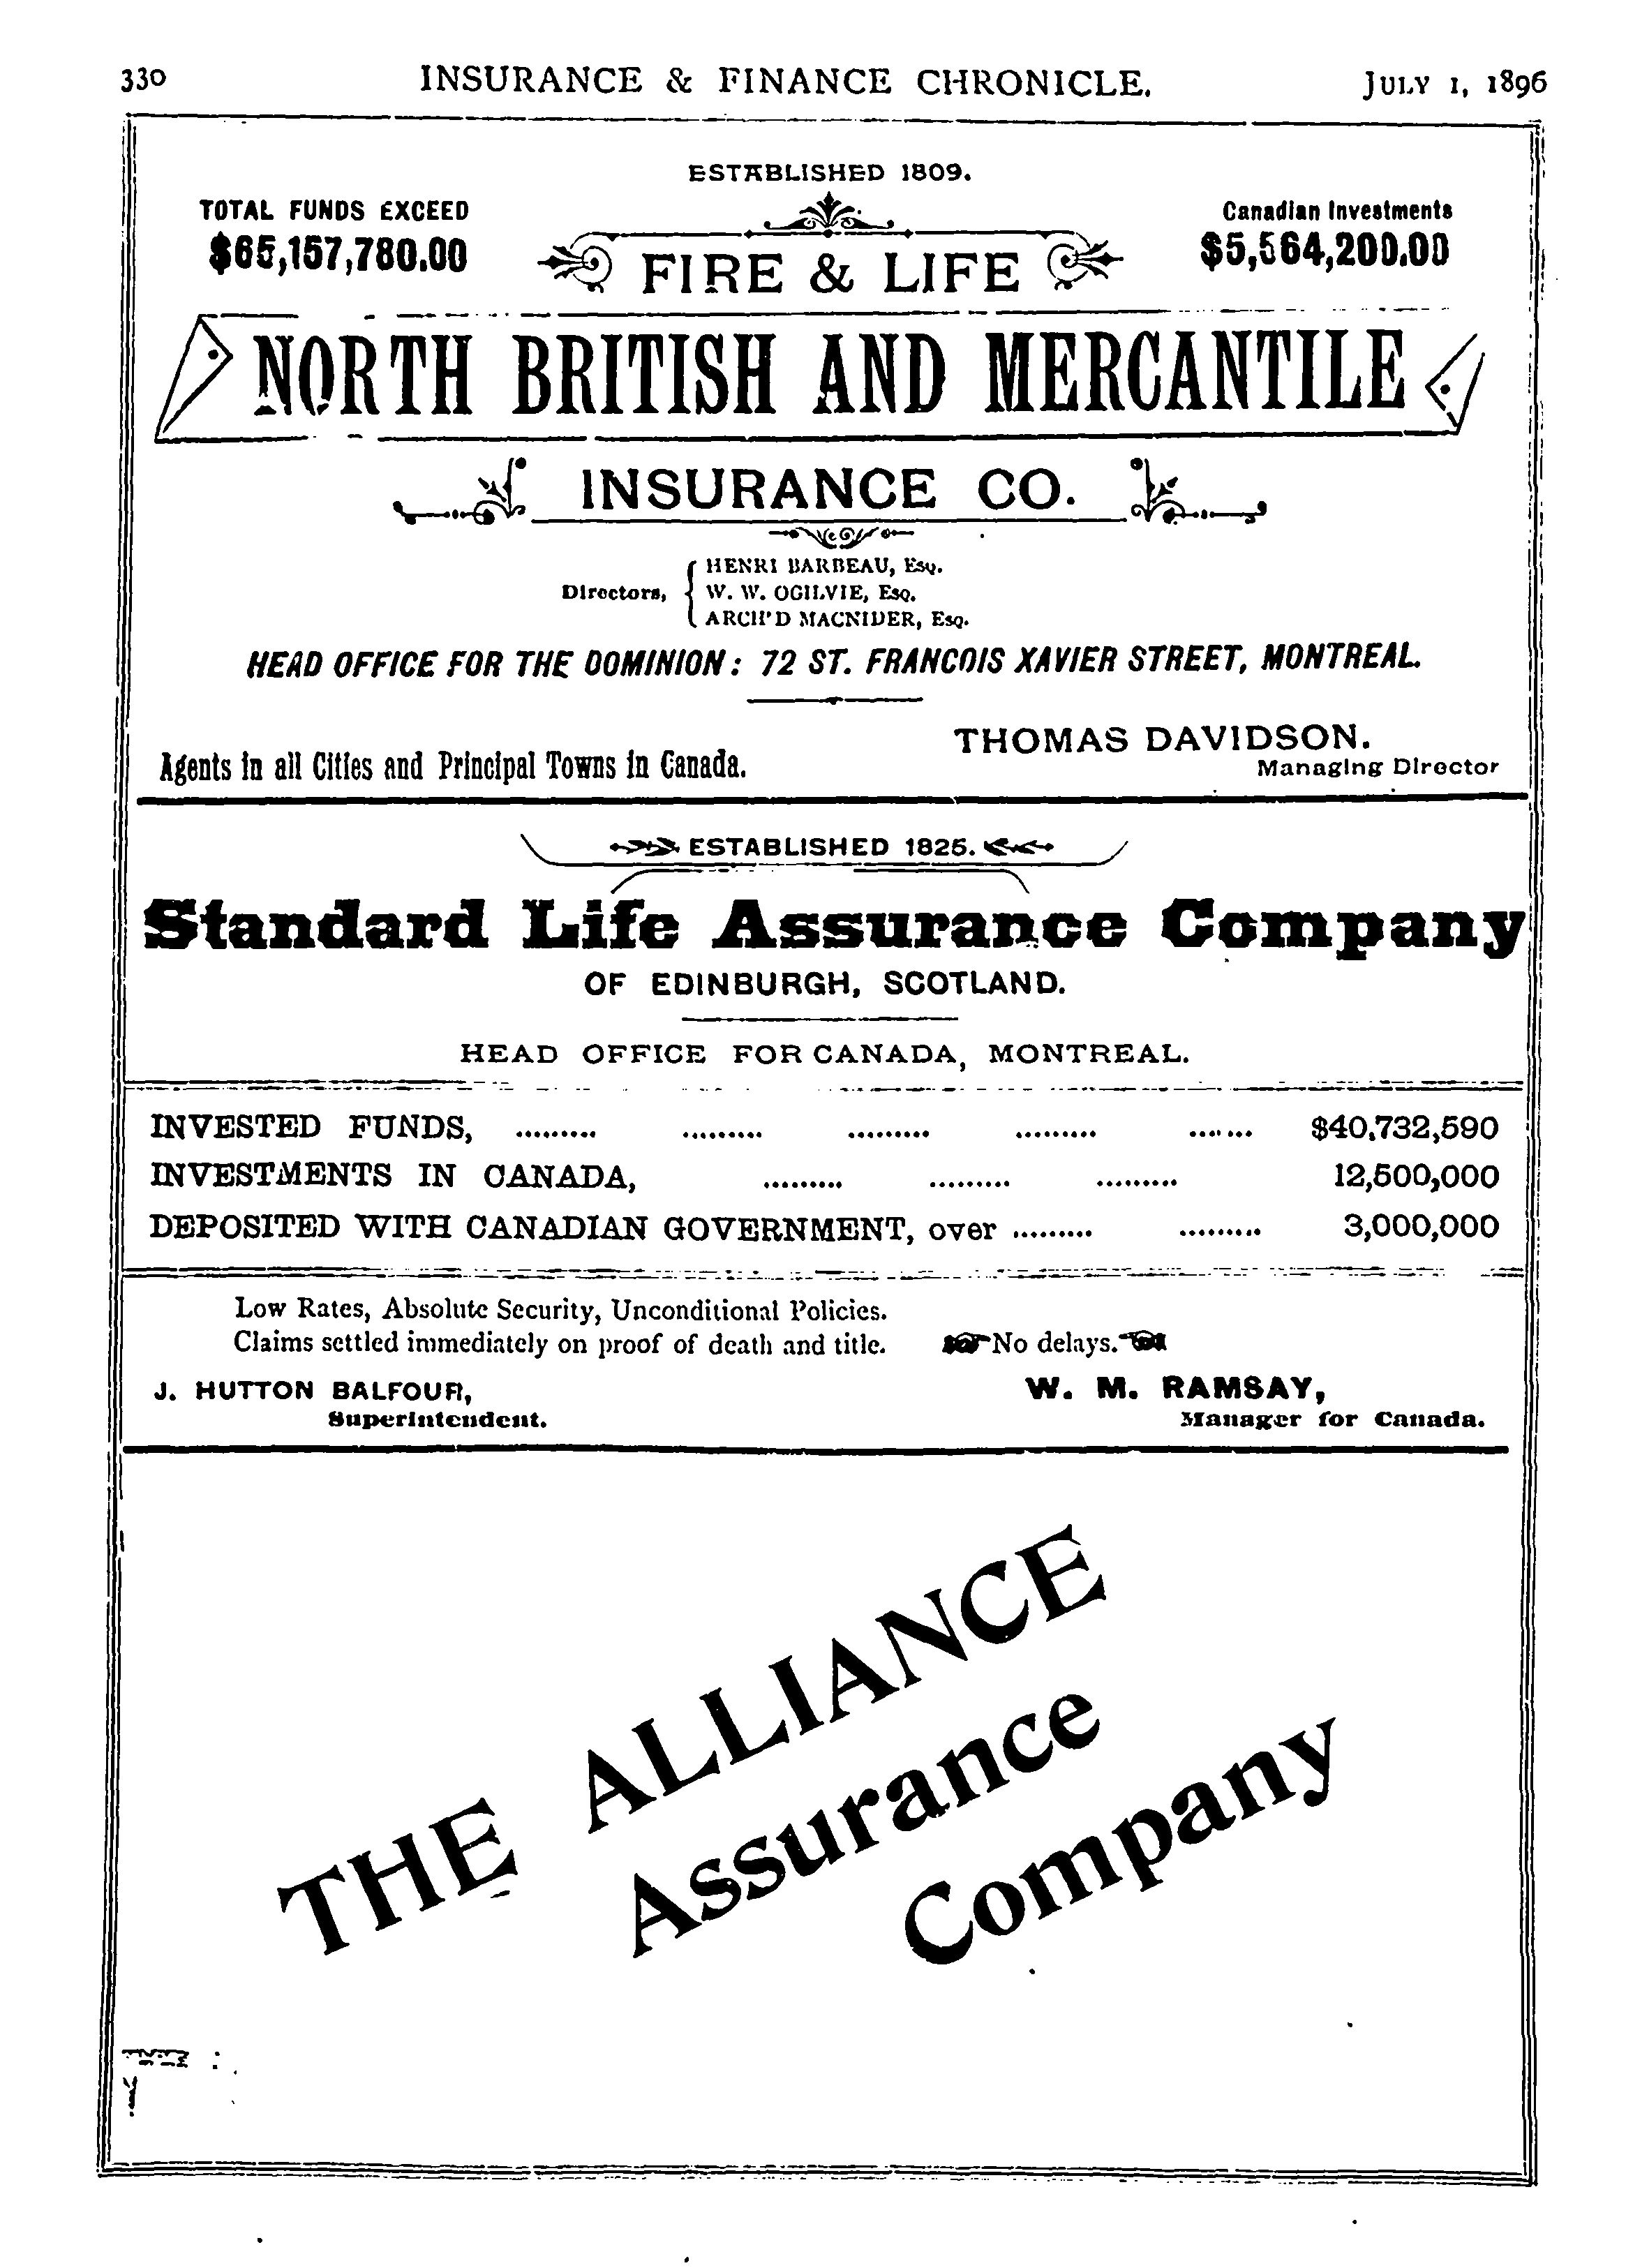 330 INSURANCE & FINANCE CHRONICLE. JULY 1, 1896
ESTABLISHED 1809.
TOTAL FUNDS EXCEED
$65,157,780.00
Canadian Investments
$5,564,200.00
FIRE & LIFE
NORTH BRITISH AND MERCANTILE
INSURANCE CO.
Directors,
HENRI BARBEAU, Esq.
W. W. OGILVIE, Esq.
ARCH'D MACNIDER, Esq.
HEAD OFFICE FOR THE DOMINION: 72 ST. FRANCOIS XAVIER STREET, MONTREAL.
Agents in all Cities and Principal Towns in Canada.
THOMAS DAVIDSON.
Managing Director
ESTABLISHED 1825.
Standard Life Assurance Company
OF EDINBURGH, SCOTLAND.
HEAD OFFICE FOR CANADA, MONTREAL.
INVESTED FUNDS, ......... ......... ......... ......... ....... $40,732,590
INVESTMENTS IN CANADA, ......... ......... ......... 12,500,000
DEPOSITED WITH CANADIAN GOVERNMENT, over ......... ......... 3,000,000
Low Rates, Absolute Security, Unconditional Policies.
Claims settled immediately on proof of death and title. No delays.
J. HUTTON BALFOUR,
Superintendent.
W. M. RAMSAY,
Manager for Canada.
THE ALLIANCE
Assurance
Company